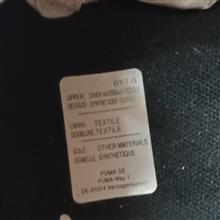 UPPER: OTHER MATERIALS-TEXTILE
DESSUS: SYNTHETIQUE-TEXTILE
LINING: TEXTILE
DOUBLURE: TEXTILE
SOLE: OTHER MATERIALS
SEMELLE: SYNTHETIQUE
PUMA SE
PUMA-Way 1
DE-91074 Herzogenaurach